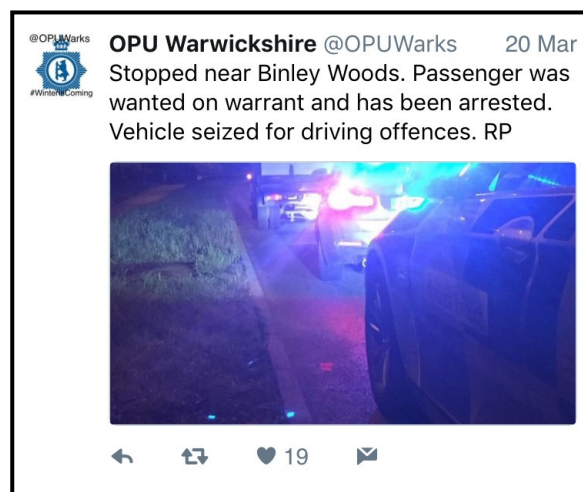 @OPUWarks
#WinterIsComing
OPU Warwickshire @OPUWarks 20 Mar
Stopped near Binley Woods. Passenger was
wanted on warrant and has been arrested.
Vehicle seized for driving offences. RP
19